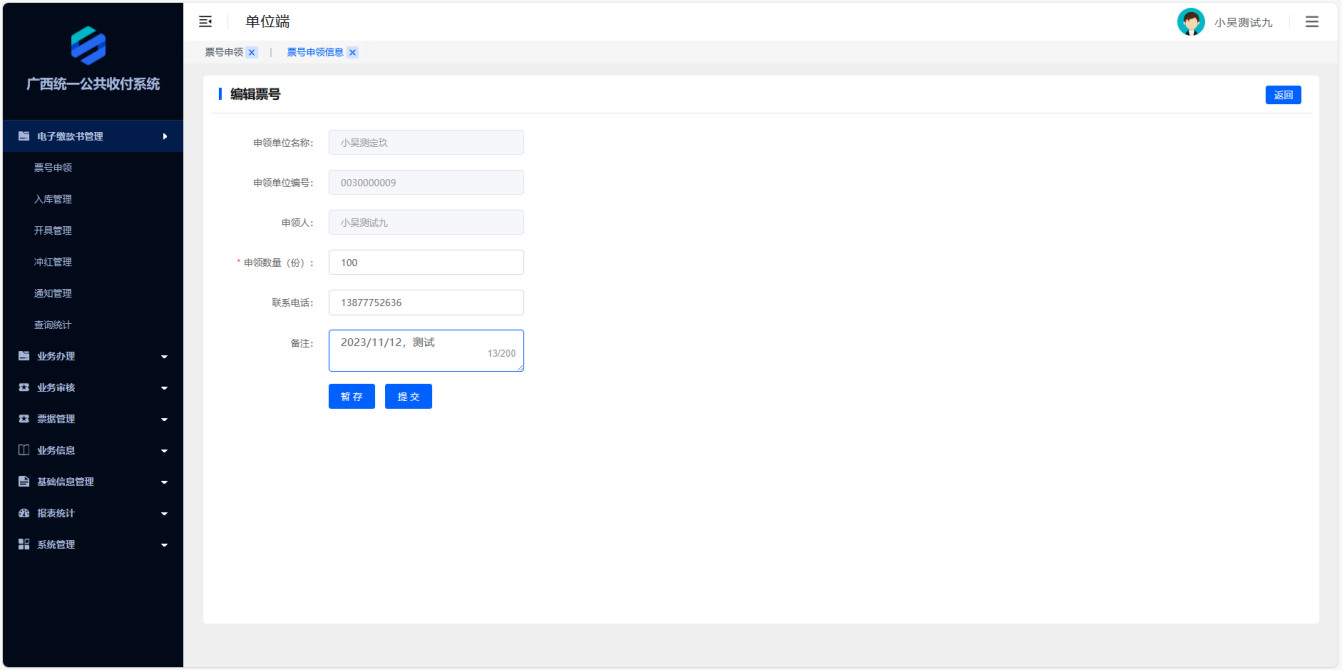 单位端
小吴测试九
广西统一公共收付系统
票号申领 x | 票号申领信息 x
编辑票号
返回
电子缴款书管理
票号申领
入库管理
开具管理
冲红管理
通知管理
查询统计
业务办理
业务审核
票据管理
业务信息
基础信息管理
报表统计
系统管理
申领单位名称: 小吴测定玖
申领单位编号: 0030000009
申领人: 小吴测试九
* 申领数量（份）: 100
联系电话: 13877752636
备注: 2023/11/12，测试
13/200
暂 存 提 交